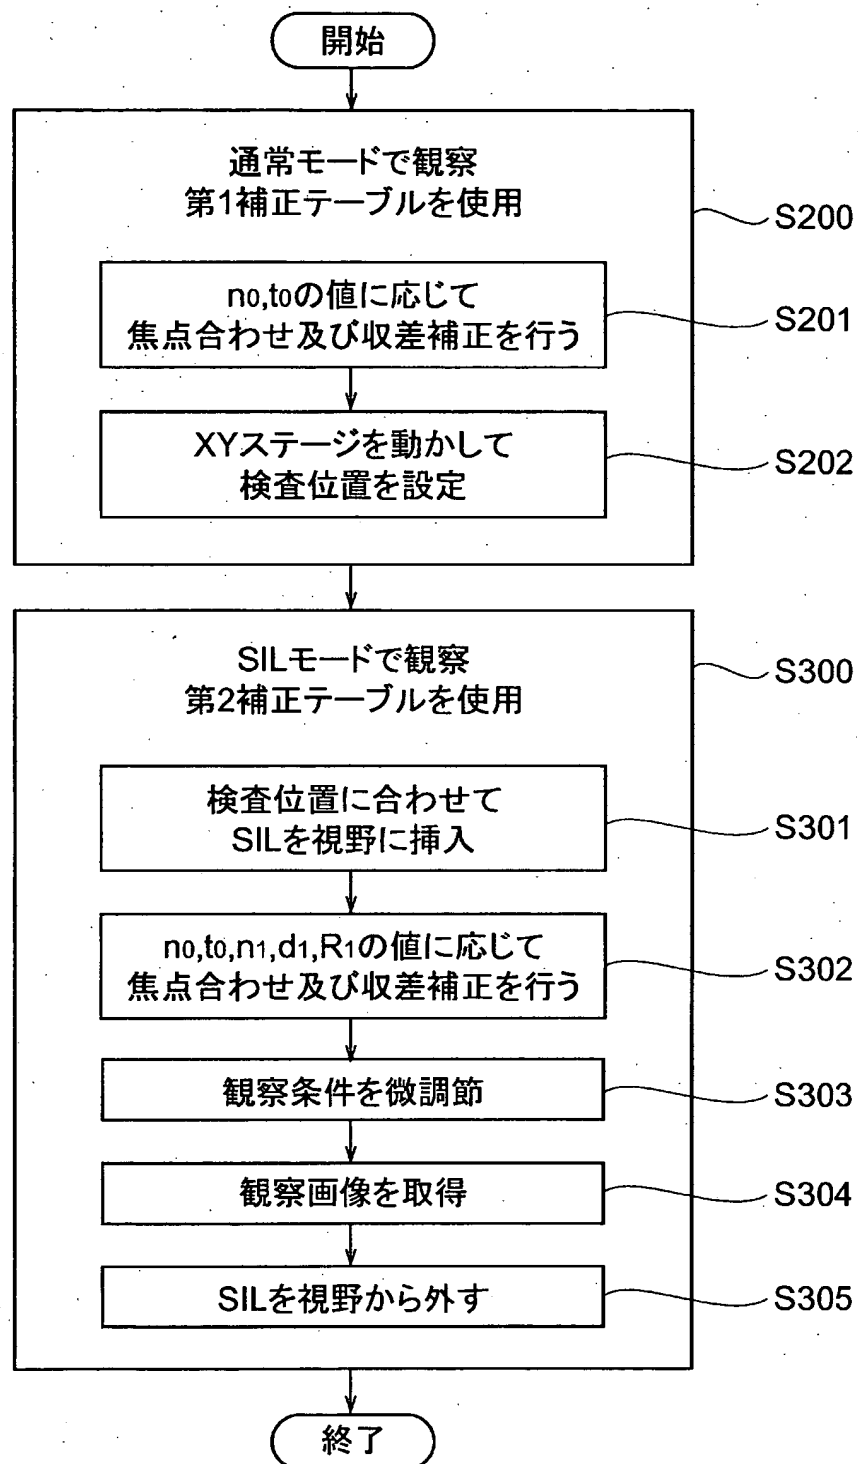 開始
通常モードで観察
第1補正テーブルを使用
S200
n0,t0の値に応じて
焦点合わせ及び収差補正を行う
S201
XYステージを動かして
検査位置を設定
S202
SILモードで観察
第2補正テーブルを使用
S300
検査位置に合わせて
SILを視野に挿入
S301
n0,t0,n1,d1,R1の値に応じて
焦点合わせ及び収差補正を行う
S302
観察条件を微調節
S303
観察画像を取得
S304
SILを視野から外す
S305
終了